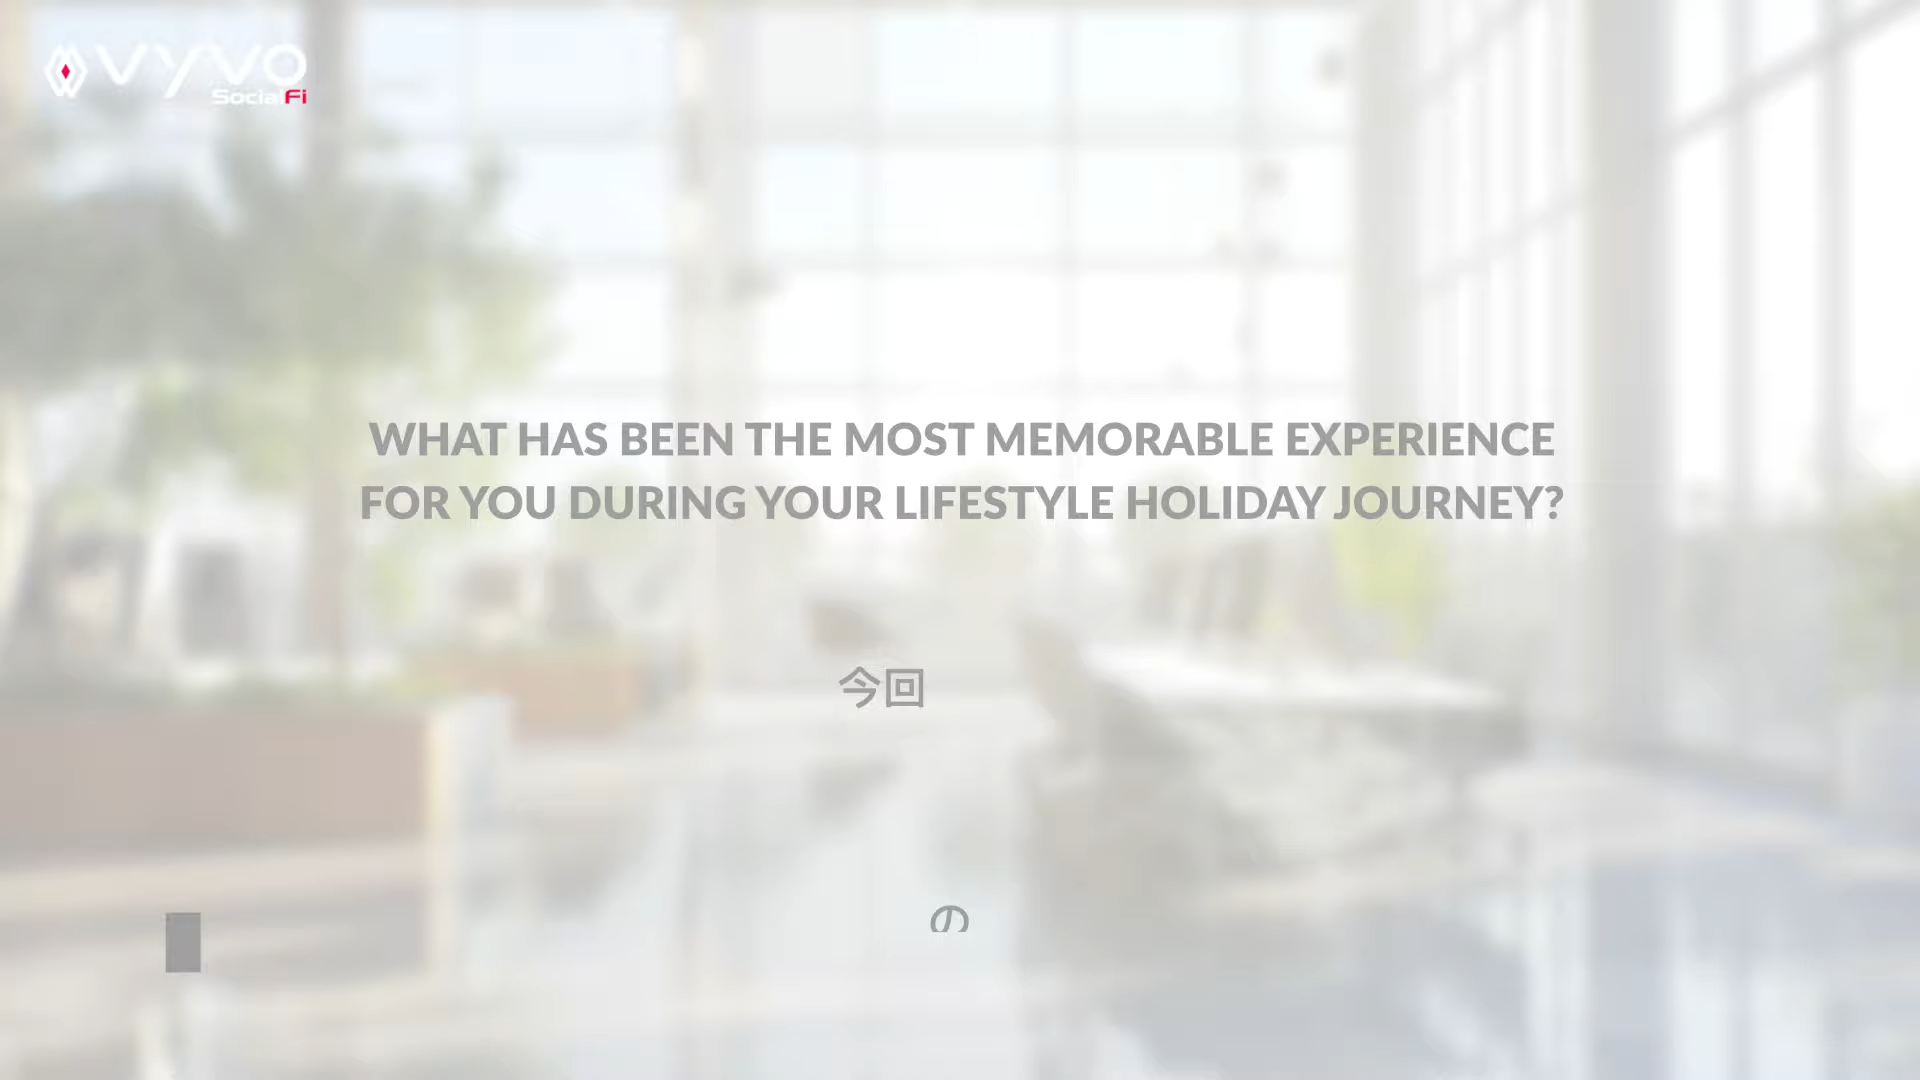 VYVO
SocialFi
WHAT HAS BEEN THE MOST MEMORABLE EXPERIENCE
FOR YOU DURING YOUR LIFESTYLE HOLIDAY JOURNEY?
今回
の